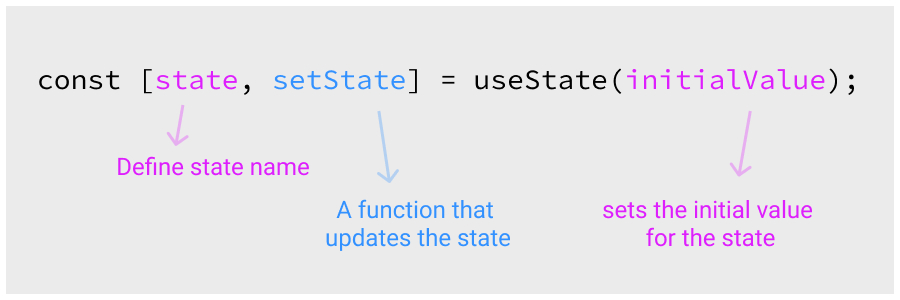 const [state, setState] = useState(initialValue);
Define state name
A function that
updates the state
sets the initial value
for the state